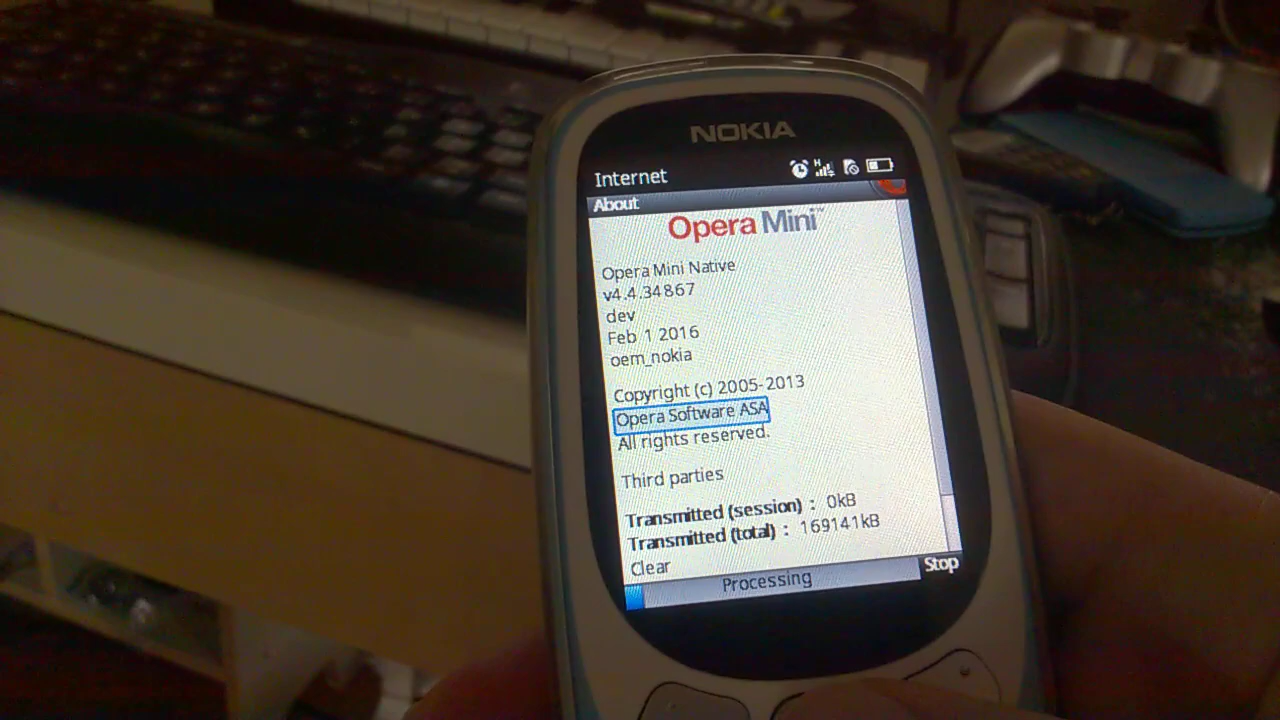 NOKIA
Internet
H
About
Opera Mini™
Opera Mini Native
v4.4.34867
dev
Feb 1 2016
oem_nokia
Copyright (c) 2005-2013
Opera Software ASA
All rights reserved.
Third parties
Transmitted (session) : 0kB
Transmitted (total) : 169141kB
Clear
Processing
Stop